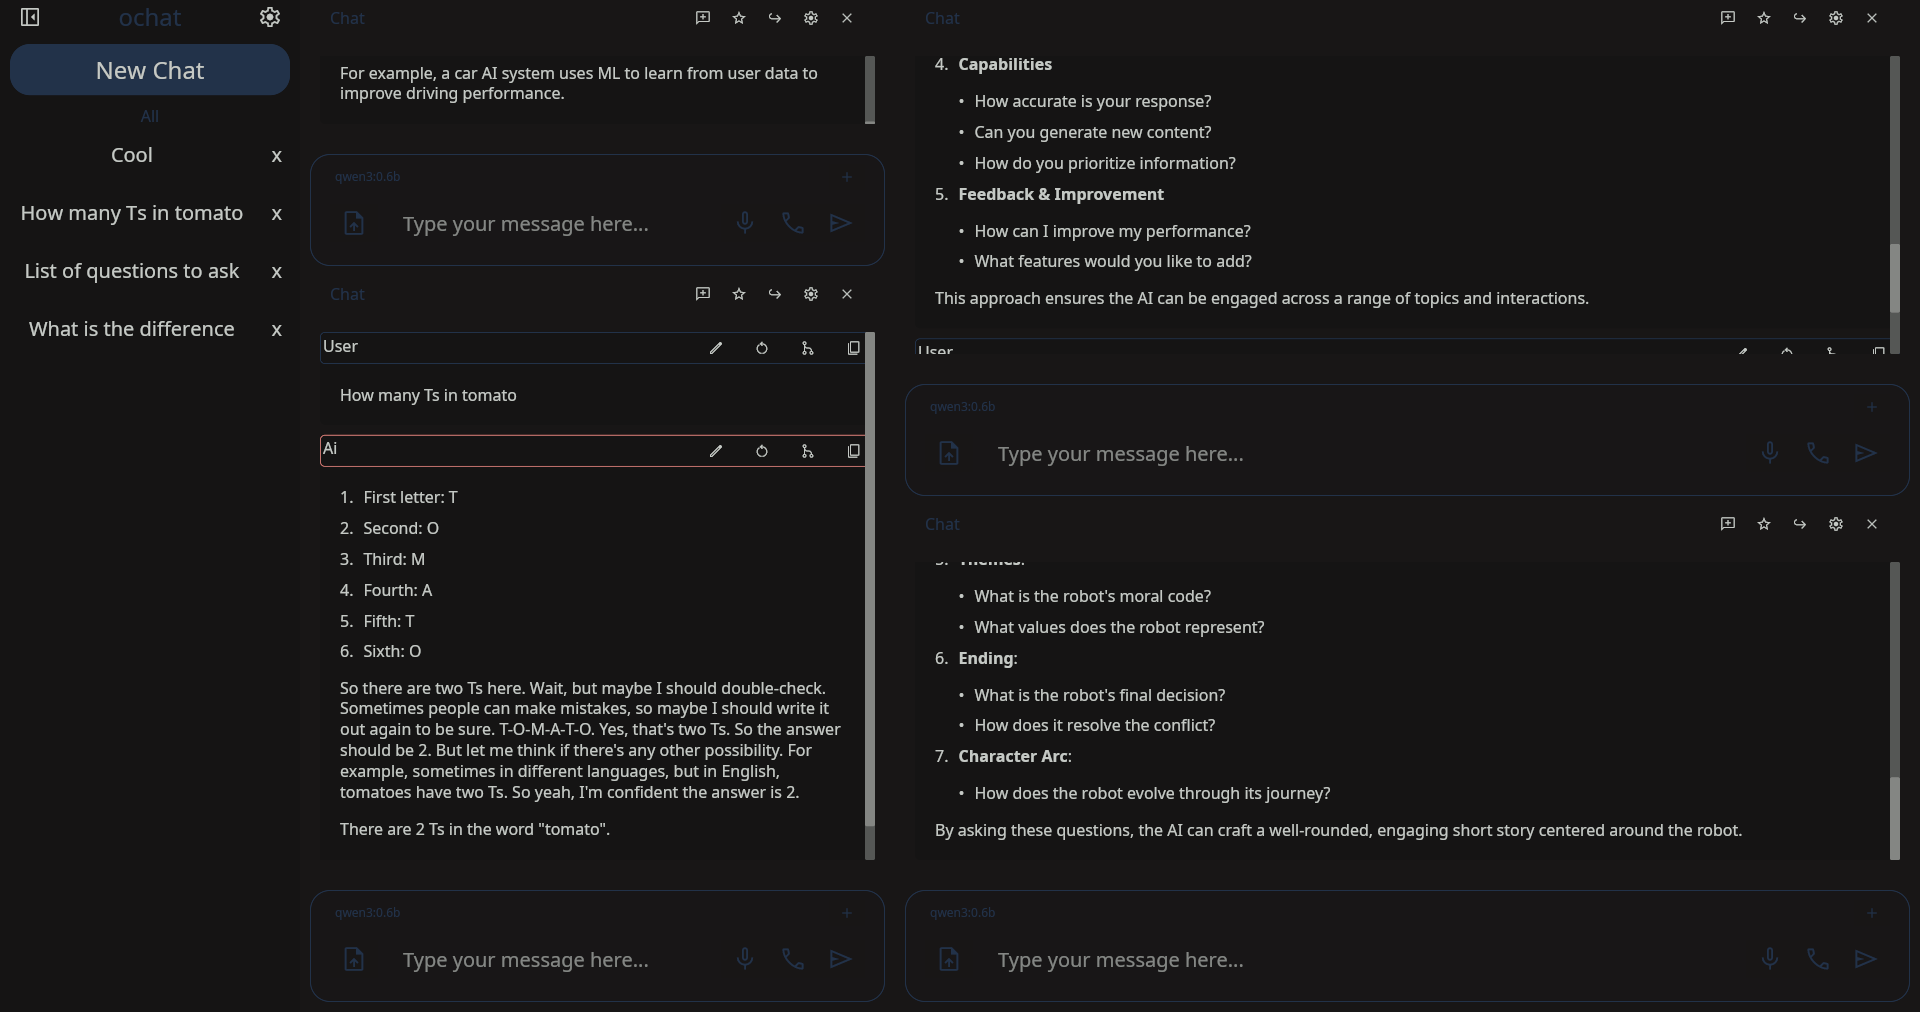 ochat
New Chat
All
Cool x
How many Ts in tomato x
List of questions to ask x
What is the difference x
Chat
For example, a car AI system uses ML to learn from user data to
improve driving performance.
qwen3:0.6b
Type your message here...
Chat
User
How many Ts in tomato
Ai
1. First letter: T
2. Second: O
3. Third: M
4. Fourth: A
5. Fifth: T
6. Sixth: O
So there are two Ts here. Wait, but maybe I should double-check.
Sometimes people can make mistakes, so maybe I should write it
out again to be sure. T-O-M-A-T-O. Yes, that's two Ts. So the answer
should be 2. But let me think if there's any other possibility. For
example, sometimes in different languages, but in English,
tomatoes have two Ts. So yeah, I'm confident the answer is 2.
There are 2 Ts in the word "tomato".
qwen3:0.6b
Type your message here...
Chat
4. Capabilities
• How accurate is your response?
• Can you generate new content?
• How do you prioritize information?
5. Feedback & Improvement
• How can I improve my performance?
• What features would you like to add?
This approach ensures the AI can be engaged across a range of topics and interactions.
User
qwen3:0.6b
Type your message here...
Chat
5. Themes:
• What is the robot's moral code?
• What values does the robot represent?
6. Ending:
• What is the robot's final decision?
• How does it resolve the conflict?
7. Character Arc:
• How does the robot evolve through its journey?
By asking these questions, the AI can craft a well-rounded, engaging short story centered around the robot.
qwen3:0.6b
Type your message here...